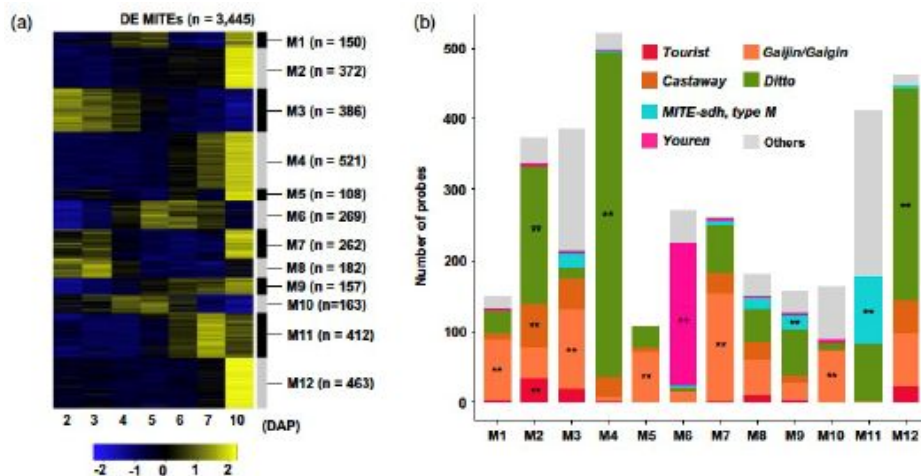 (a)
DE MITEs (n = 3,445)
M1 (n = 150)
M2 (n = 372)
M3 (n = 386)
M4 (n = 521)
M5 (n = 108)
M6 (n = 269)
M7 (n = 262)
M8 (n = 182)
M9 (n = 157)
M10 (n=163)
M11 (n = 412)
M12 (n = 463)
2 3 4 5 6 7 10 (DAP)
-2 -1 0 1 2
(b)
Number of probes
500
400
300
200
100
0
Tourist
Castaway
MITE-adh, type M
Youren
Gaijin/Gaigin
Ditto
Others
**
**
**
**
**
**
**
**
**
**
**
**
**
**
M1 M2 M3 M4 M5 M6 M7 M8 M9 M10 M11 M12